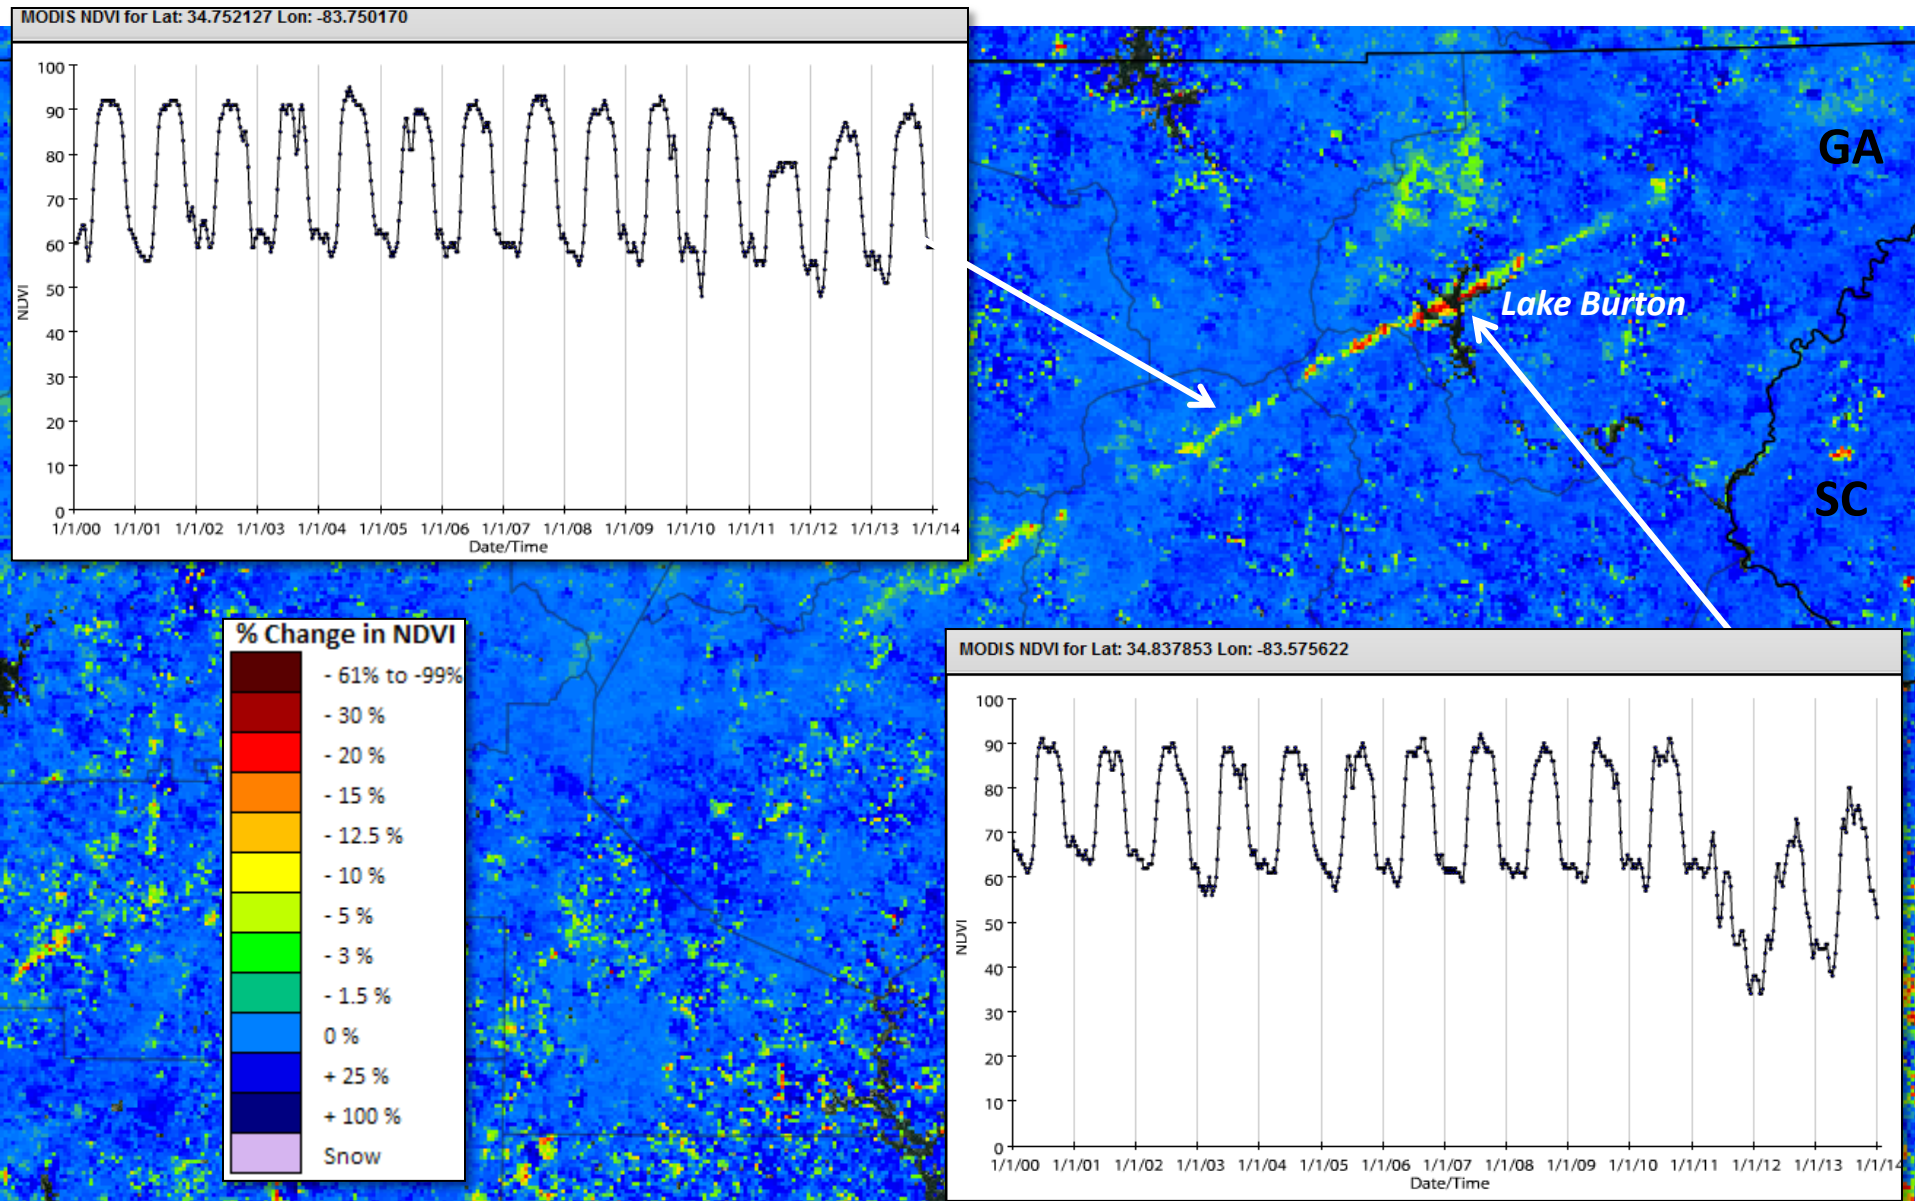 MODIS NDVI for Lat: 34.752127 Lon: -83.750170
100
90
80
70
60
50
40
30
20
10
0
NDVI
1/1/00 1/1/01 1/1/02 1/1/03 1/1/04 1/1/05 1/1/06 1/1/07 1/1/08 1/1/09 1/1/10 1/1/11 1/1/12 1/1/13 1/1/14
Date/Time
GA
Lake Burton
SC
% Change in NDVI
- 61% to -99%
- 30 %
- 20 %
- 15 %
- 12.5 %
- 10 %
- 5 %
- 3 %
- 1.5 %
0 %
+ 25 %
+ 100 %
Snow
MODIS NDVI for Lat: 34.837853 Lon: -83.575622
100
90
80
70
60
50
40
30
20
10
0
NDVI
1/1/00 1/1/01 1/1/02 1/1/03 1/1/04 1/1/05 1/1/06 1/1/07 1/1/08 1/1/09 1/1/10 1/1/11 1/1/12 1/1/13 1/1/14
Date/Time